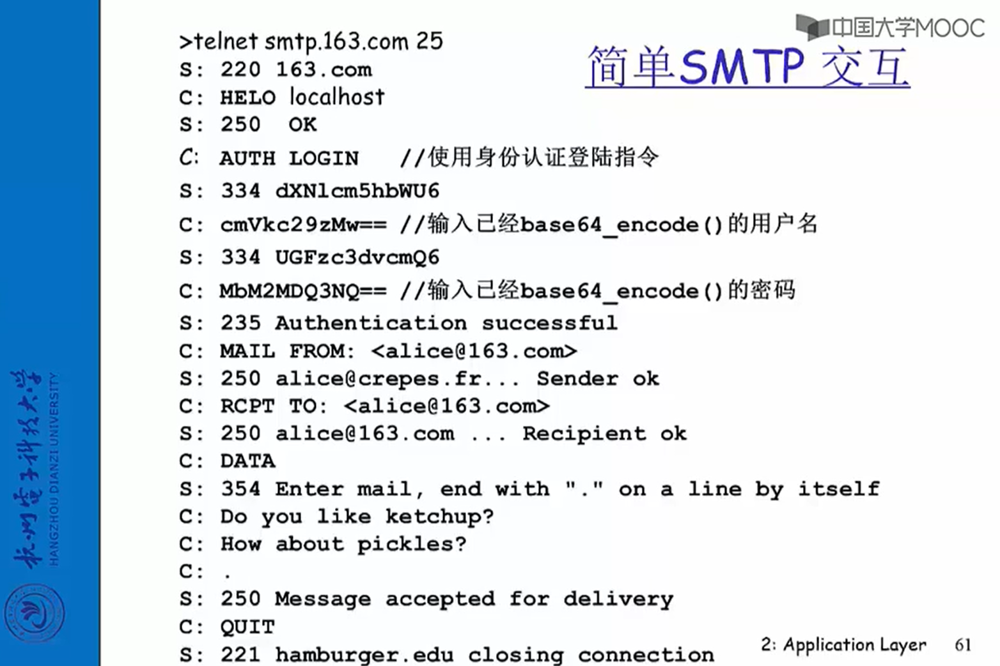 中国大学MOOC
简单SMTP 交互
>telnet smtp.163.com 25
S: 220 163.com
C: HELO localhost
S: 250 OK
C: AUTH LOGIN //使用身份认证登陆指令
S: 334 dXNlcm5hbWU6
C: cmVkc29zMw== //输入已经base64_encode()的用户名
S: 334 UGFzc3dvcmQ6
C: MbM2MDQ3NQ== //输入已经base64_encode()的密码
S: 235 Authentication successful
C: MAIL FROM: <alice@163.com>
S: 250 alice@crepes.fr... Sender ok
C: RCPT TO: <alice@163.com>
S: 250 alice@163.com ... Recipient ok
C: DATA
S: 354 Enter mail, end with "." on a line by itself
C: Do you like ketchup?
C: How about pickles?
C: .
S: 250 Message accepted for delivery
C: QUIT
S: 221 hamburger.edu closing connection
2: Application Layer 61
杭州电子科技大学
HANGZHOU DIANZI UNIVERSITY